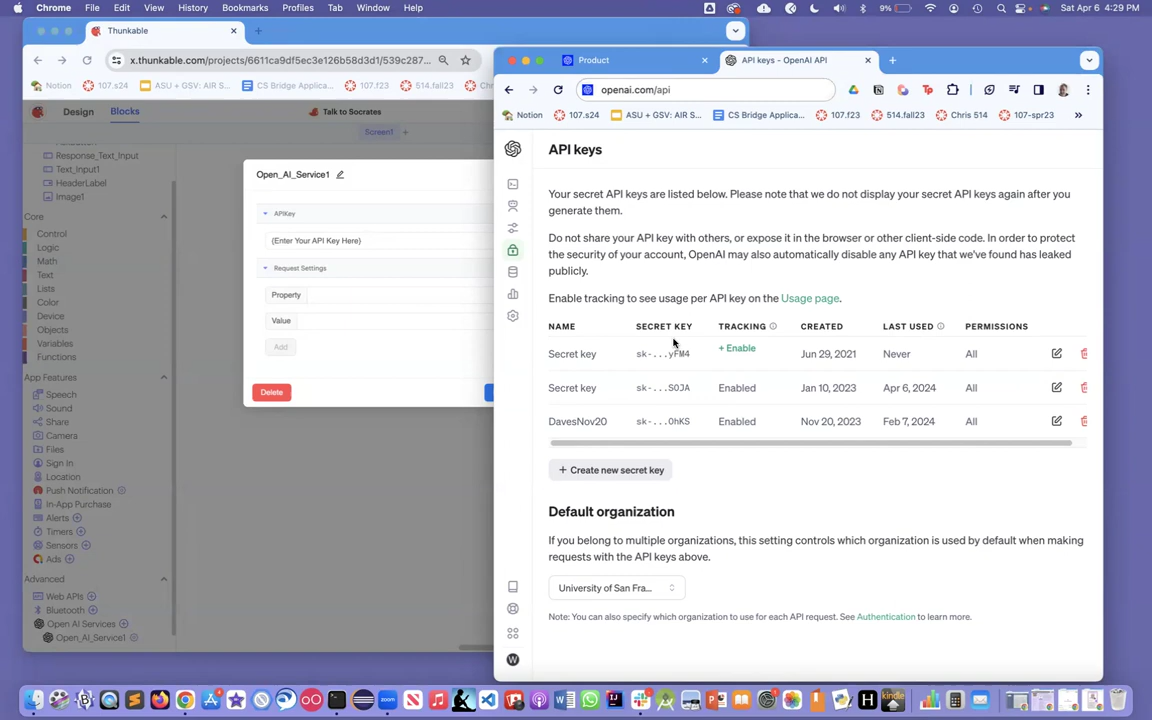 Chrome File Edit View History Bookmarks Profiles Tab Window Help
9% Sat Apr 6 4:29 PM
Thunkable
x.thunkable.com/projects/6611ca9df5ec3e126b58d3d1/539c287...
Notion 107.s24 ASU + GSV: AIR S... CS Bridge Applic... 107.f23 514.fall23 Chris
Design Blocks Talk to Socrates
Screen1 +
Response_Text_Input
Text_Input1
HeaderLabel
Image1
Core
Control
Logic
Math
Text
Lists
Color
Device
Objects
Variables
Functions
App Features
Speech
Sound
Share
Camera
Files
Sign In
Location
Push Notification
In-App Purchase
Alerts
Timers
Sensors
Ads
Advanced
Web APIs
Bluetooth
Open AI Services
Open_AI_Service1
Open_AI_Service1
APIKey
(Enter Your API Key Here)
Request Settings
Property
Value
Add
Delete
Product API keys - OpenAI API
openai.com/api
Notion 107.s24 ASU + GSV: AIR S... CS Bridge Applica... 107.f23 514.fall23 Chris 514 107-spr23 »
API keys
Your secret API keys are listed below. Please note that we do not display your secret API keys again after you
generate them.
Do not share your API key with others, or expose it in the browser or other client-side code. In order to protect
the security of your account, OpenAI may also automatically disable any API key that we've found has leaked
publicly.
Enable tracking to see usage per API key on the Usage page.
NAME SECRET KEY TRACKING CREATED LAST USED PERMISSIONS
Secret key sk-...yFM4 + Enable Jun 29, 2021 Never All
Secret key sk-...SOJA Enabled Jan 10, 2023 Apr 6, 2024 All
DavesNov20 sk-...OhKS Enabled Nov 20, 2023 Feb 7, 2024 All
+ Create new secret key
Default organization
If you belong to multiple organizations, this setting controls which organization is used by default when making
requests with the API keys above.
University of San Fra...
Note: You can also specify which organization to use for each API request. See Authentication to learn more.
W